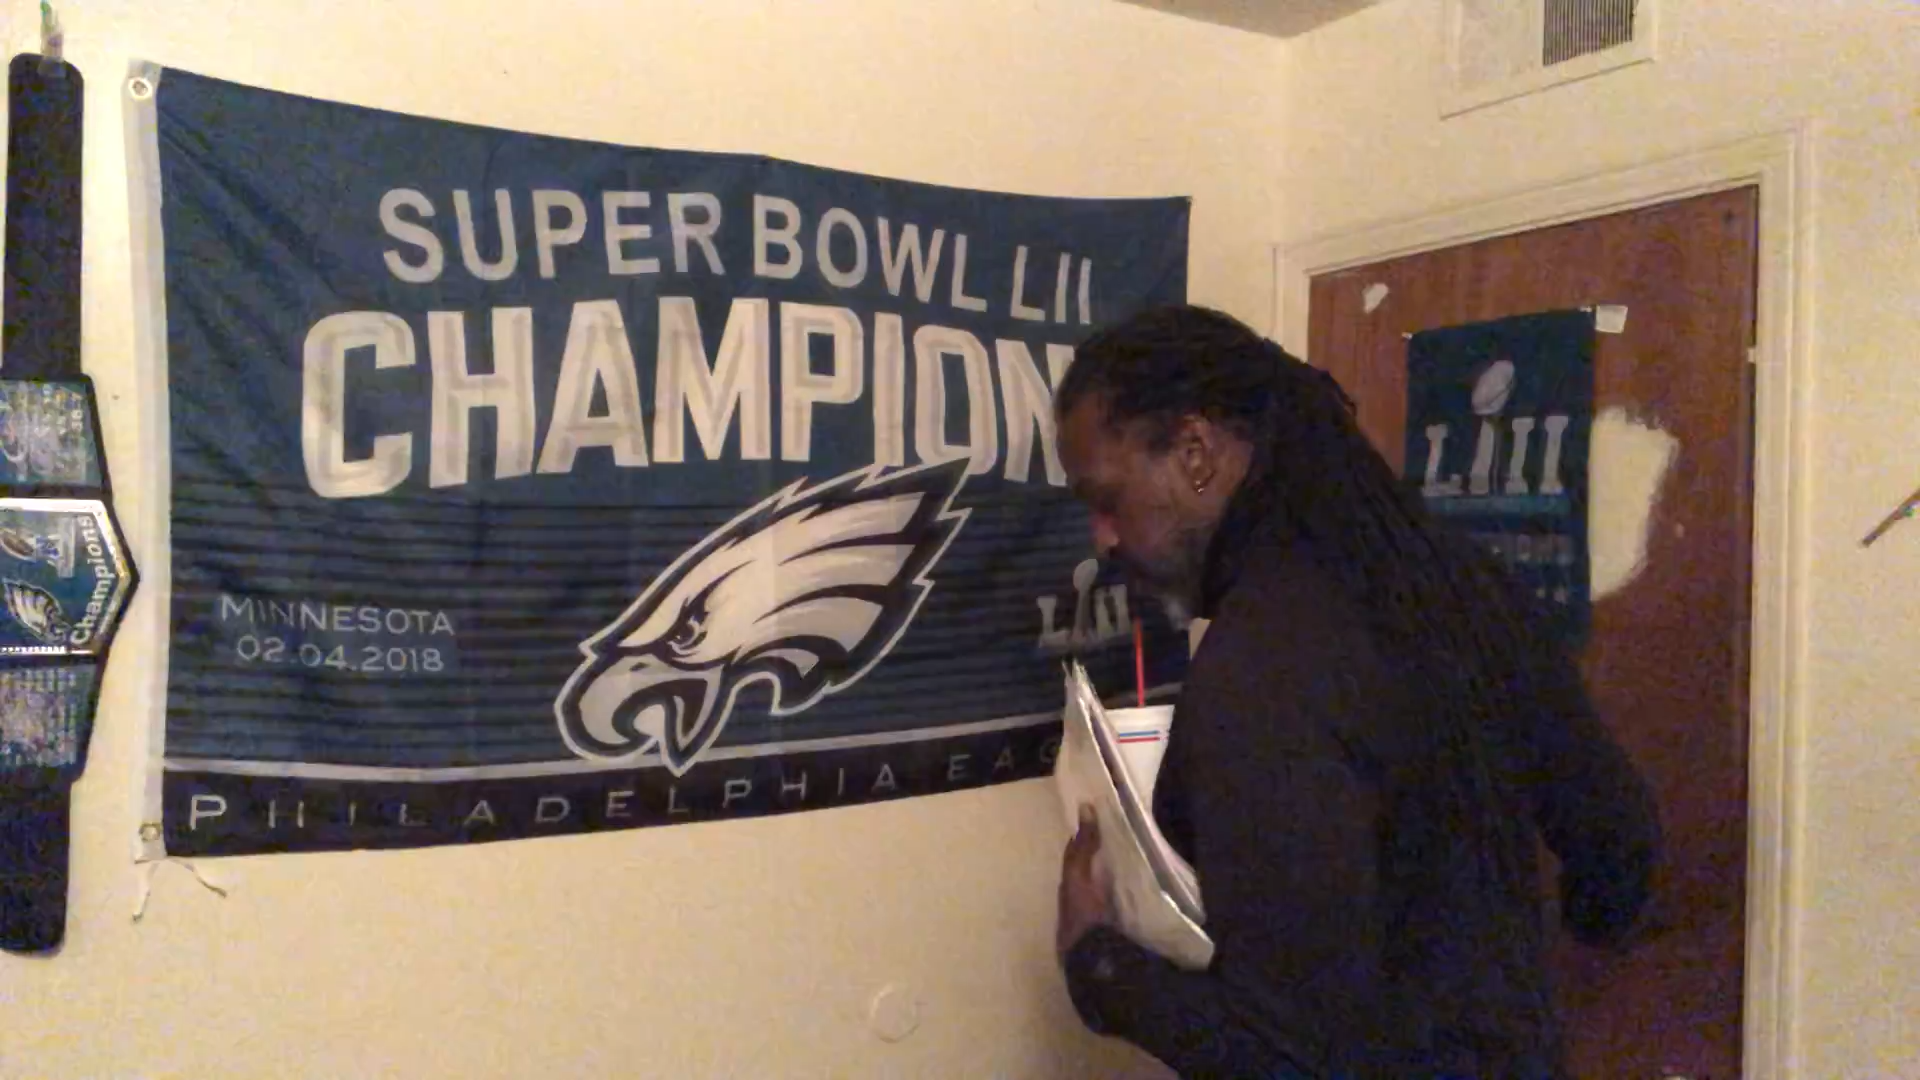 SUPER BOWL LII
CHAMPION
MINNESOTA
02.04.2018
LII
PHILADELPHIA EAG
Champions
LII